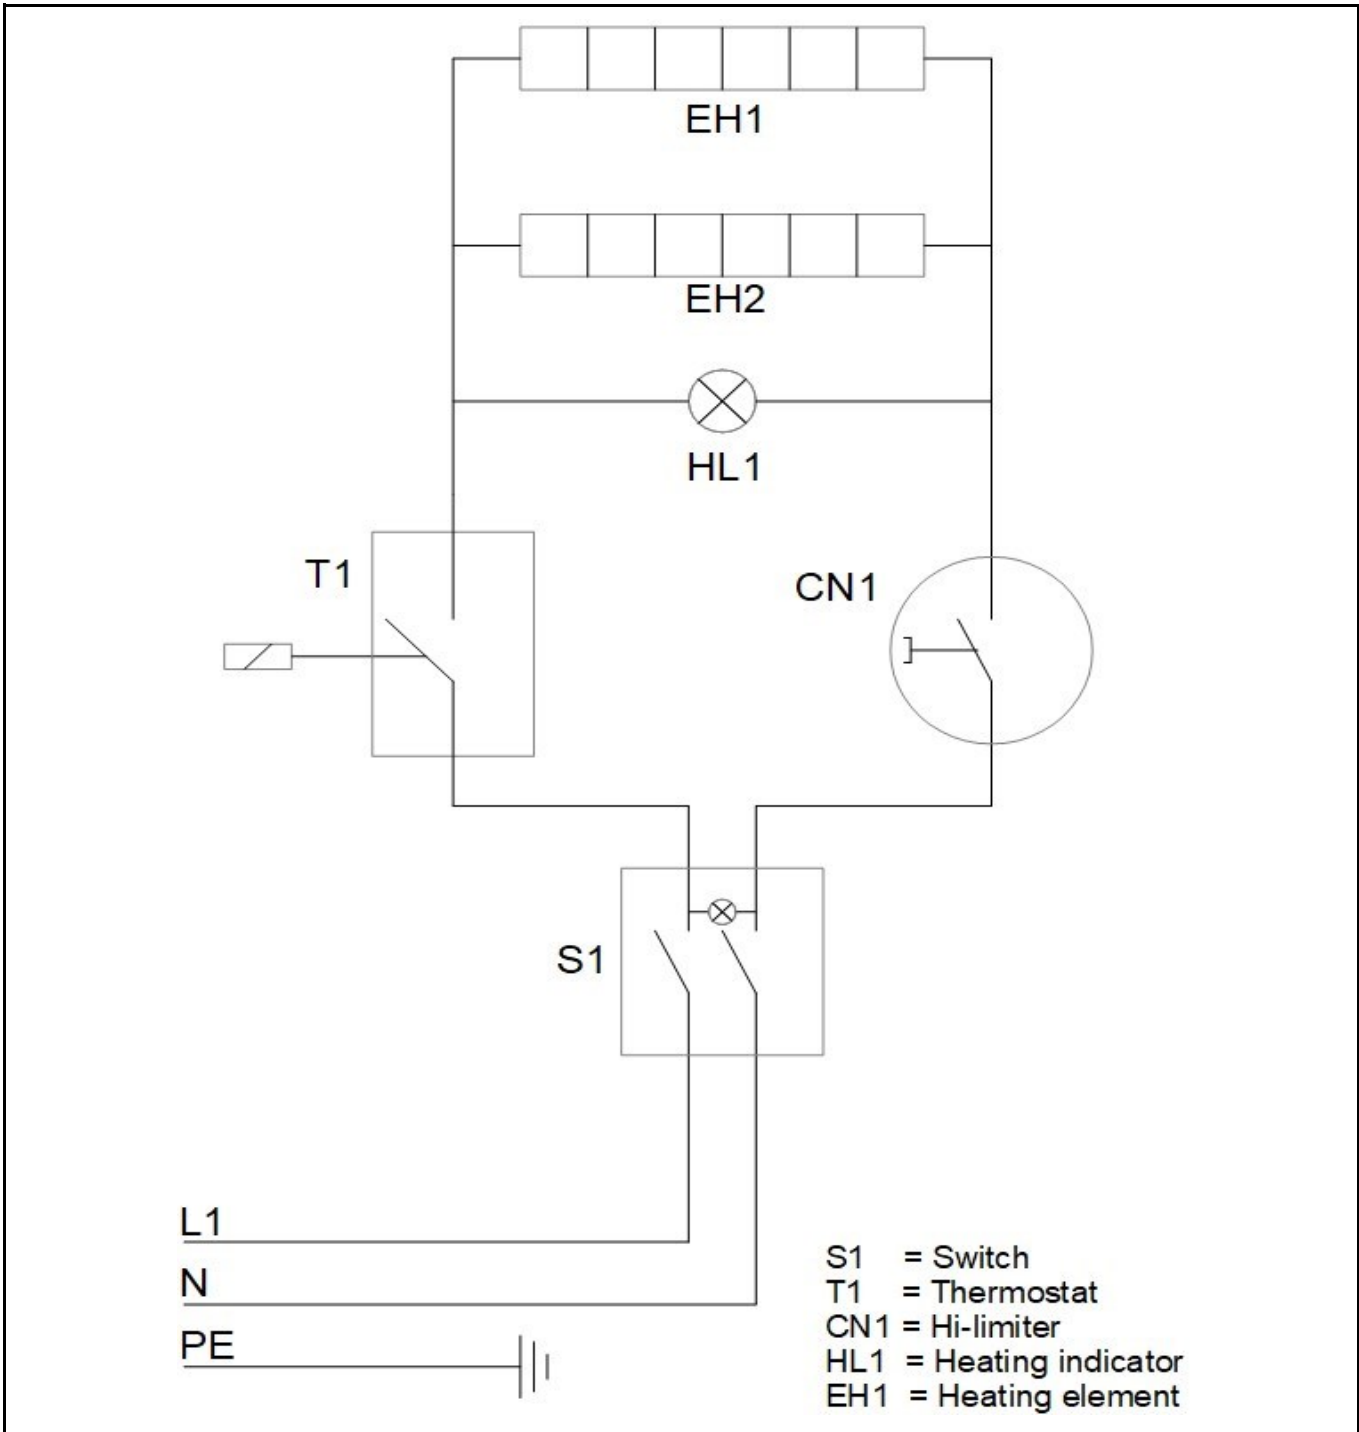 EH1
EH2
HL1
T1
CN1
S1
L1
N
PE
S1 = Switch
T1 = Thermostat
CN1 = Hi-limiter
HL1 = Heating indicator
EH1 = Heating element